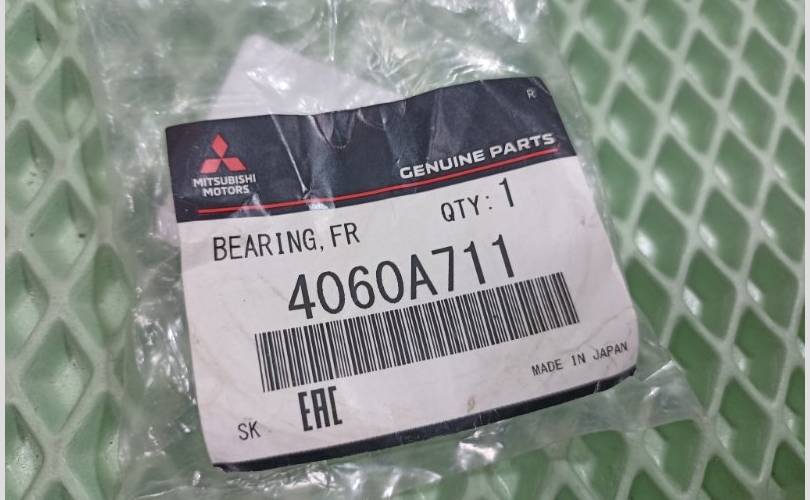 R
MITSUBISHI
MOTORS
GENUINE PARTS
BEARING,FR
QTY: 1
4060A711
MADE IN JAPAN
SK
EAC